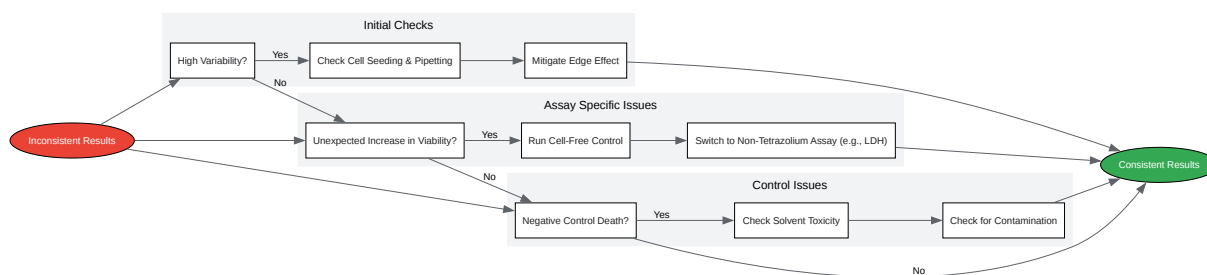 Initial Checks
High Variability?
Yes
Check Cell Seeding & Pipetting
Mitigate Edge Effect
No
Assay Specific Issues
Inconsistent Results
Unexpected Increase in Viability?
Yes
Run Cell-Free Control
Switch to Non-Tetrazolium Assay (e.g., LDH)
Consistent Results
No
Control Issues
Negative Control Death?
Yes
Check Solvent Toxicity
Check for Contamination
No